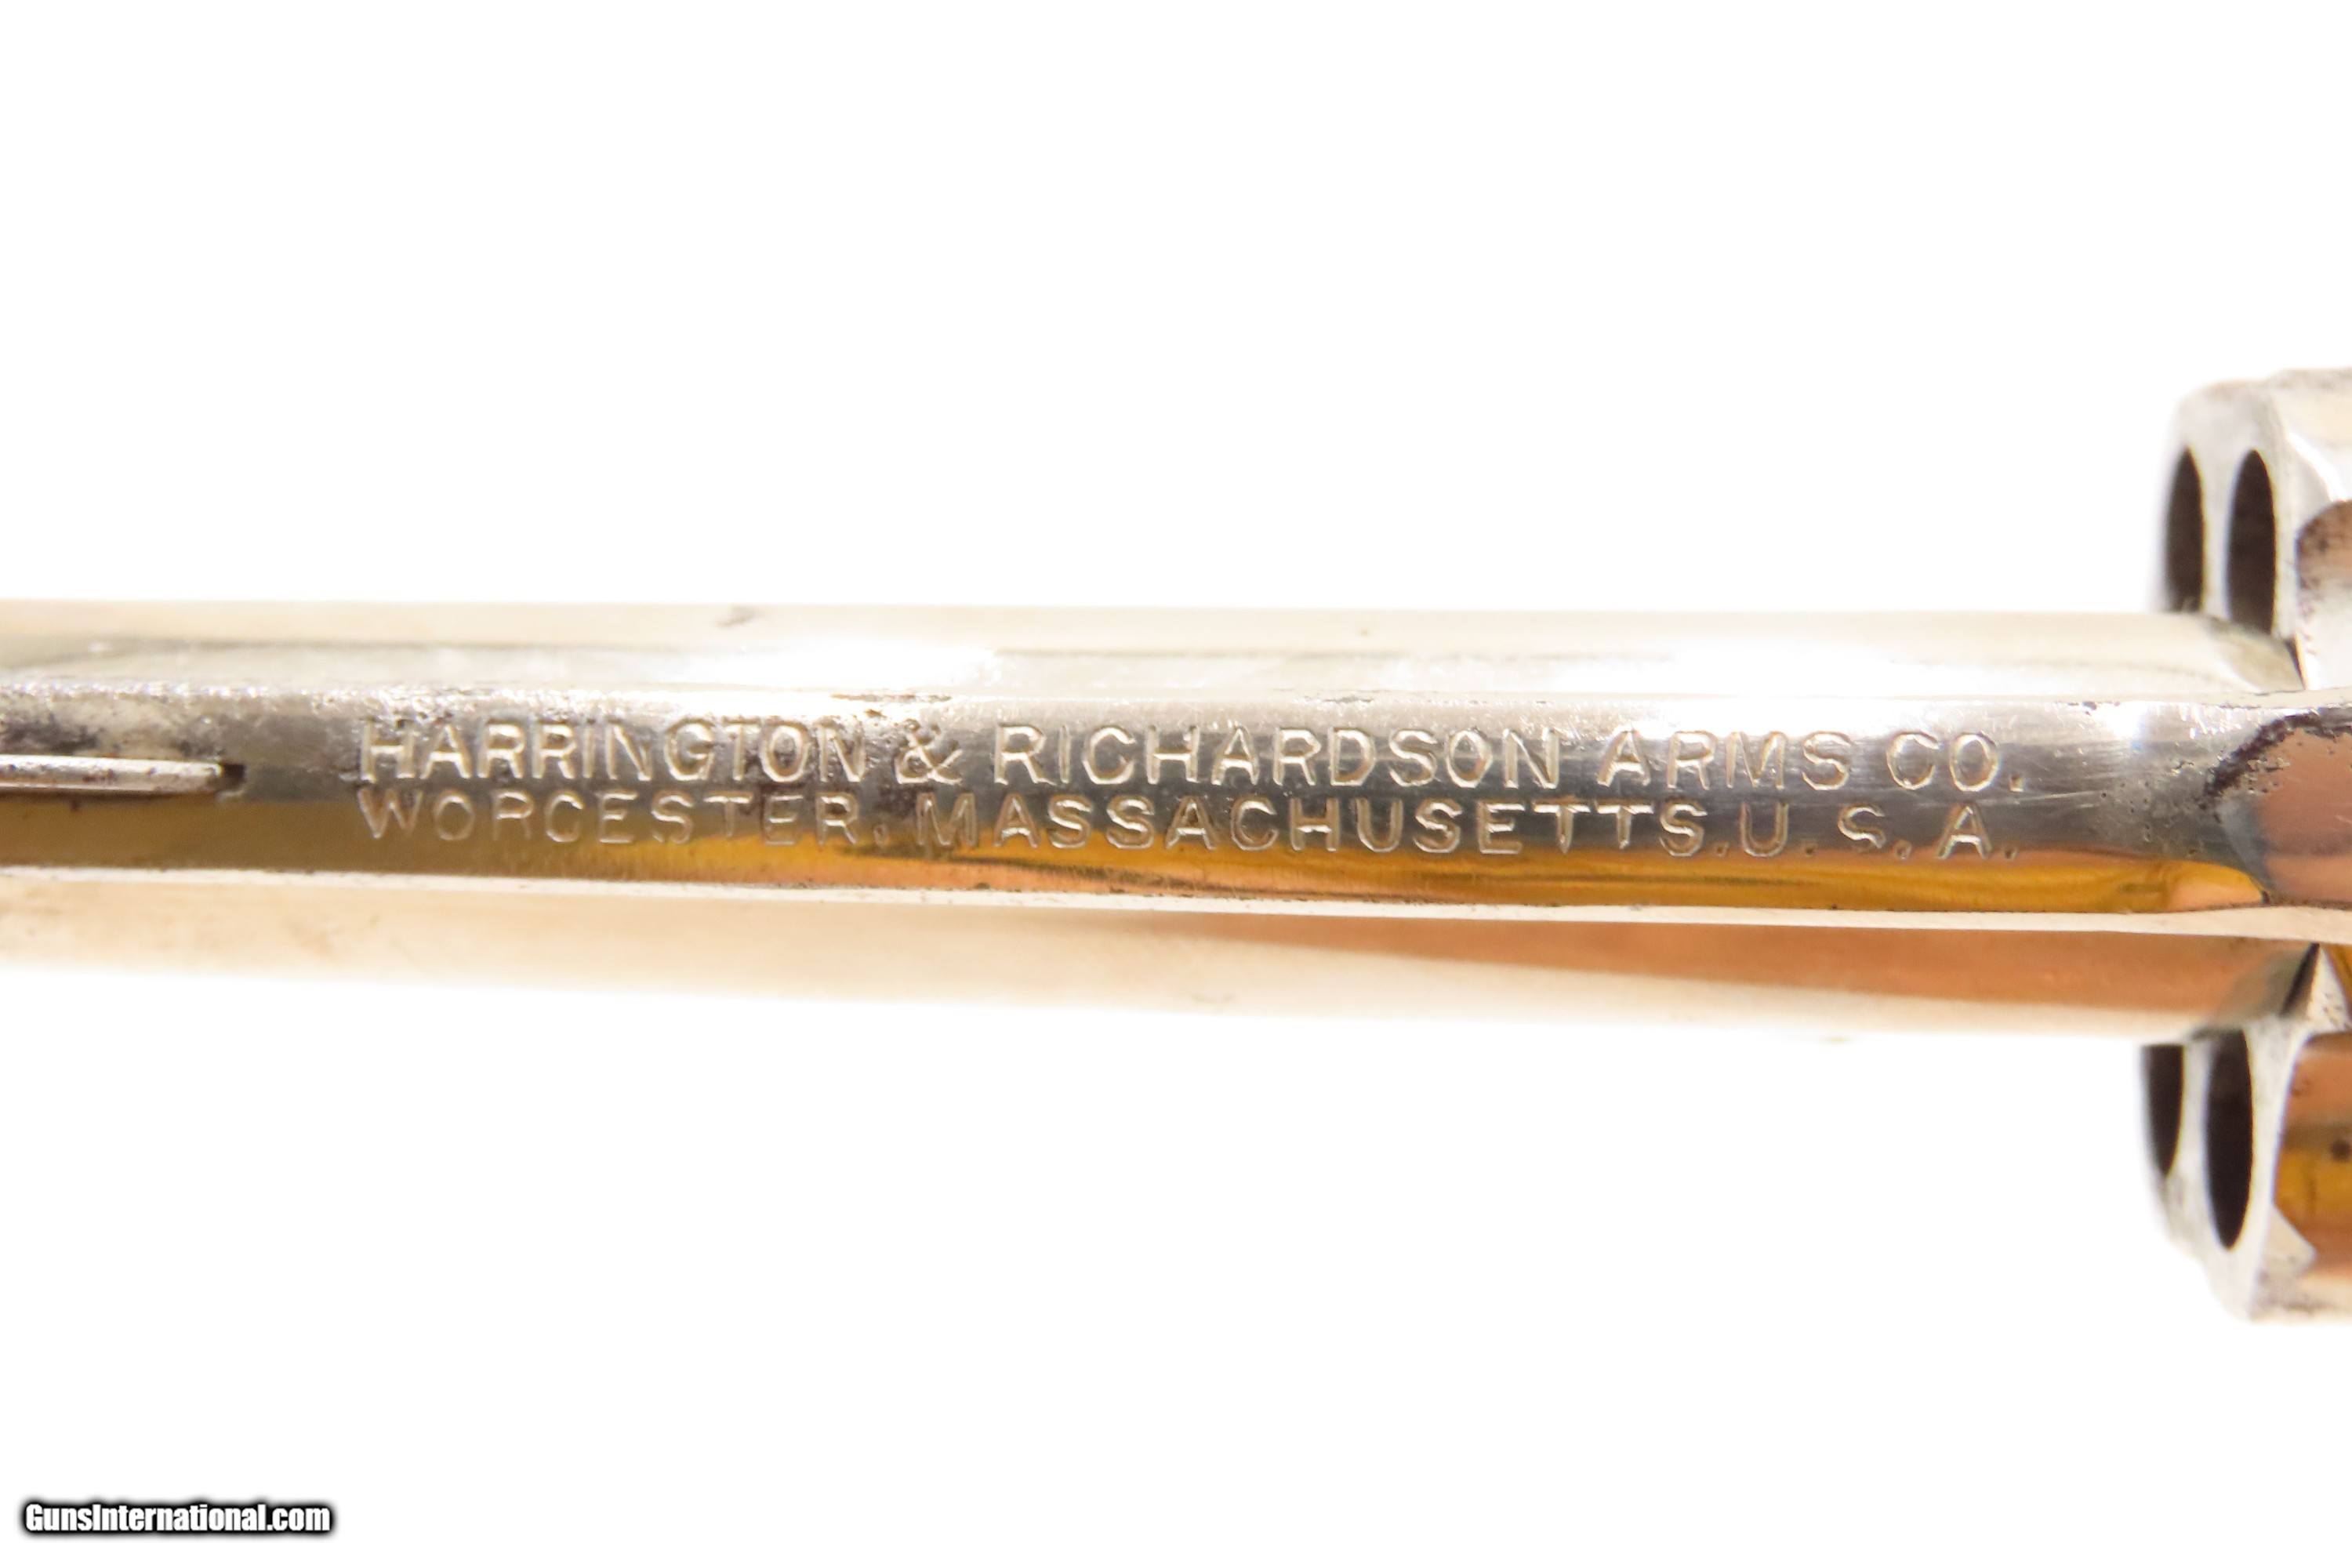 HARRINGTON & RICHARDSON ARMS CO.
WORCESTER, MASSACHUSETTS. U. S. A.
GunsInternational.com